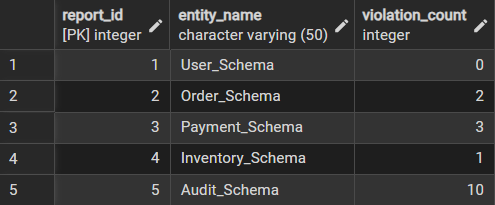 report_id entity_name violation_count
[PK] integer character varying (50) integer
1 1 User_Schema 0
2 2 Order_Schema 2
3 3 Payment_Schema 3
4 4 Inventory_Schema 1
5 5 Audit_Schema 10